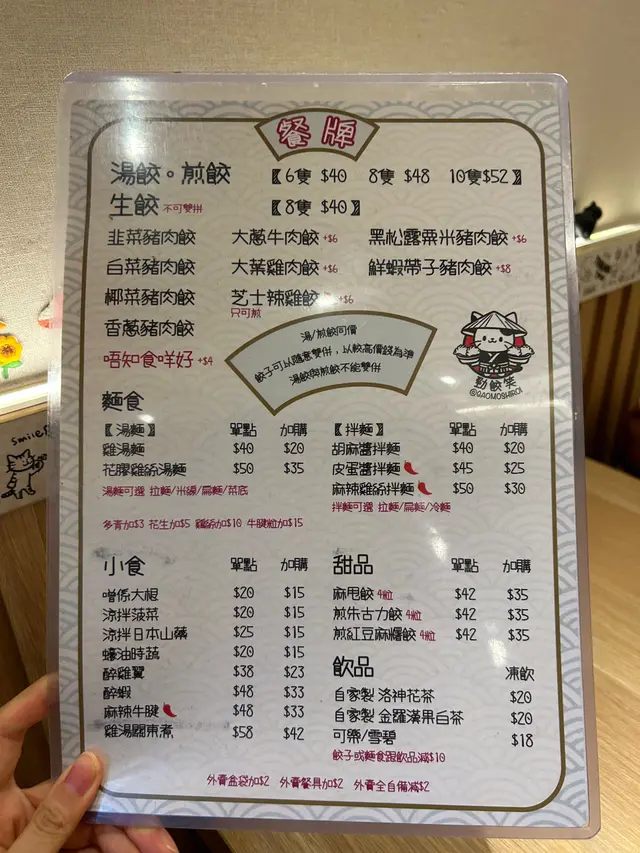 餐牌
湯餃。煎餃 【6隻 $40 8隻 $48 10隻$52】
生餃 不可雙拼 【8隻 $40】
韭菜豬肉餃 大蔥牛肉餃 +$6 黑松露粟米豬肉餃 +$6
白菜豬肉餃 大葉雞肉餃 +$6 鮮蝦帶子豬肉餃 +$8
椰菜豬肉餃 芝士辣雞餃 +$6
只可煎
香蔥豬肉餃
唔知食咩好 +$4
湯/煎餃同價
餃子可以隨意雙併，以較高價錢為準
湯餃與煎餃不能雙併
勁餃笑
@GAOMOSHIROI
smile
麵食
【湯麵】 單點 加購
雞湯麵 $40 $20
花膠雞絲湯麵 $50 $35
湯麵可選 拉麵/米線/扁麵/菜底
多青加$3 花生加$5 雞絲加$10 牛腱粒加$15
【拌麵】 單點 加購
胡麻醬拌麵 $40 $20
皮蛋醬拌麵 $45 $25
麻辣雞絲拌麵 $50 $30
拌麵可選 拉麵/扁麵/冷麵
小食 單點 加購
噌係大根 $20 $15
涼拌菠菜 $20 $15
涼拌日本山藥 $25 $15
蠔油時蔬 $20 $15
醉雞翼 $38 $23
醉蝦 $48 $33
麻辣牛腱 $48 $33
雞湯關東煮 $58 $42
甜品 單點 加購
麻甩餃 4粒 $42 $35
煎朱古力餃 4粒 $42 $35
煎紅豆麻糬餃 4粒 $42 $35
飲品 凍飲
自家製 洛神花茶 $20
自家製 金羅漢果白茶 $20
可樂/雪碧 $18
餃子或麵食跟飲品減$10
外賣盒袋加$2 外賣餐具加$2 外賣全自備減$2